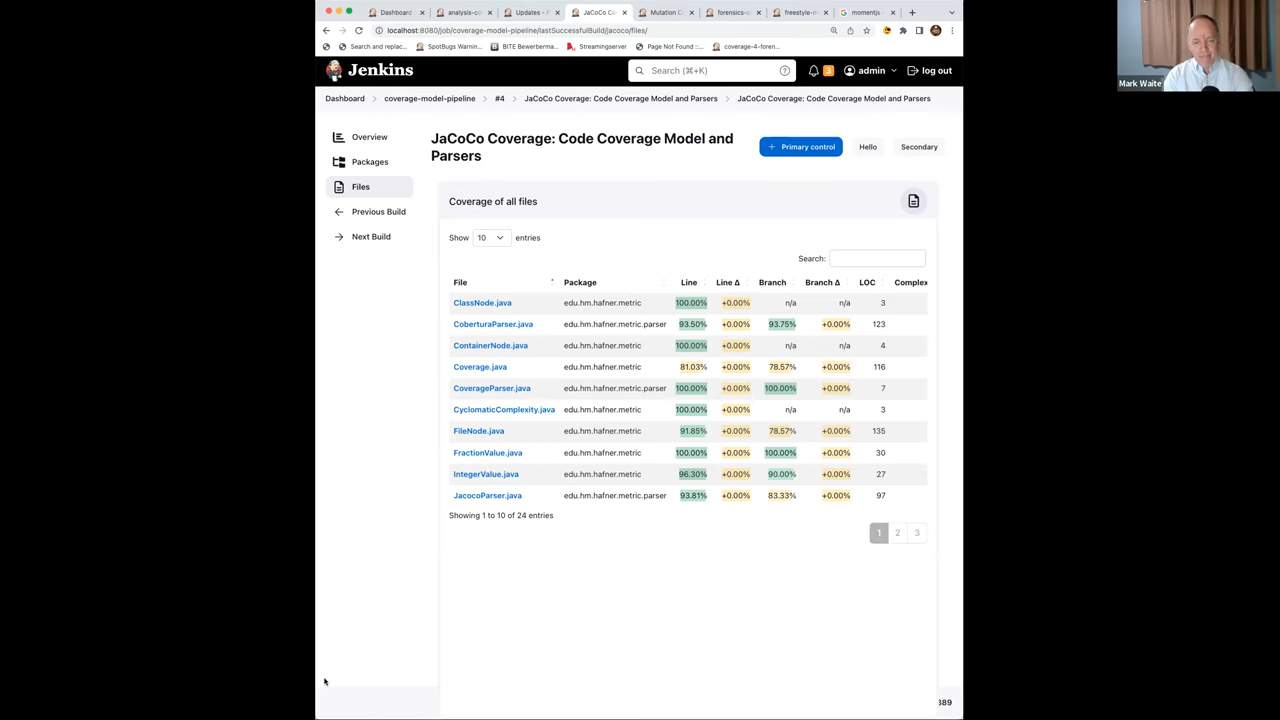 Dashboard analysis-co Updates - P JaCoCo Co Mutation C forensics-a freestyle-m momentjs
localhost:8080/job/coverage-model-pipeline/lastSuccessfulBuild/jacoco/files/
Search and replac... SpotBugs Warnin... BITE Bewerberma... Streamingserver Page Not Found ::... coverage-4-foren...
Jenkins Search (⌘+K) 3 admin log out
Mark Waite
Dashboard coverage-model-pipeline #4 JaCoCo Coverage: Code Coverage Model and Parsers JaCoCo Coverage: Code Coverage Model and Parsers
Overview
Packages
Files
Previous Build
Next Build
JaCoCo Coverage: Code Coverage Model and
Parsers
+ Primary control Hello Secondary
Coverage of all files
Show 10 entries
Search:
File Package Line Line Δ Branch Branch Δ LOC Complex
ClassNode.java edu.hm.hafner.metric 100.00% +0.00% n/a n/a 3
CoberturaParser.java edu.hm.hafner.metric.parser 93.50% +0.00% 93.75% +0.00% 123
ContainerNode.java edu.hm.hafner.metric 100.00% +0.00% n/a n/a 4
Coverage.java edu.hm.hafner.metric 81.03% +0.00% 78.57% +0.00% 116
CoverageParser.java edu.hm.hafner.metric.parser 100.00% +0.00% 100.00% +0.00% 7
CyclomaticComplexity.java edu.hm.hafner.metric 100.00% +0.00% n/a n/a 3
FileNode.java edu.hm.hafner.metric 91.85% +0.00% 78.57% +0.00% 135
FractionValue.java edu.hm.hafner.metric 100.00% +0.00% 100.00% +0.00% 30
IntegerValue.java edu.hm.hafner.metric 96.30% +0.00% 90.00% +0.00% 27
JacocoParser.java edu.hm.hafner.metric.parser 93.81% +0.00% 83.33% +0.00% 97
Showing 1 to 10 of 24 entries
1 2 3
389